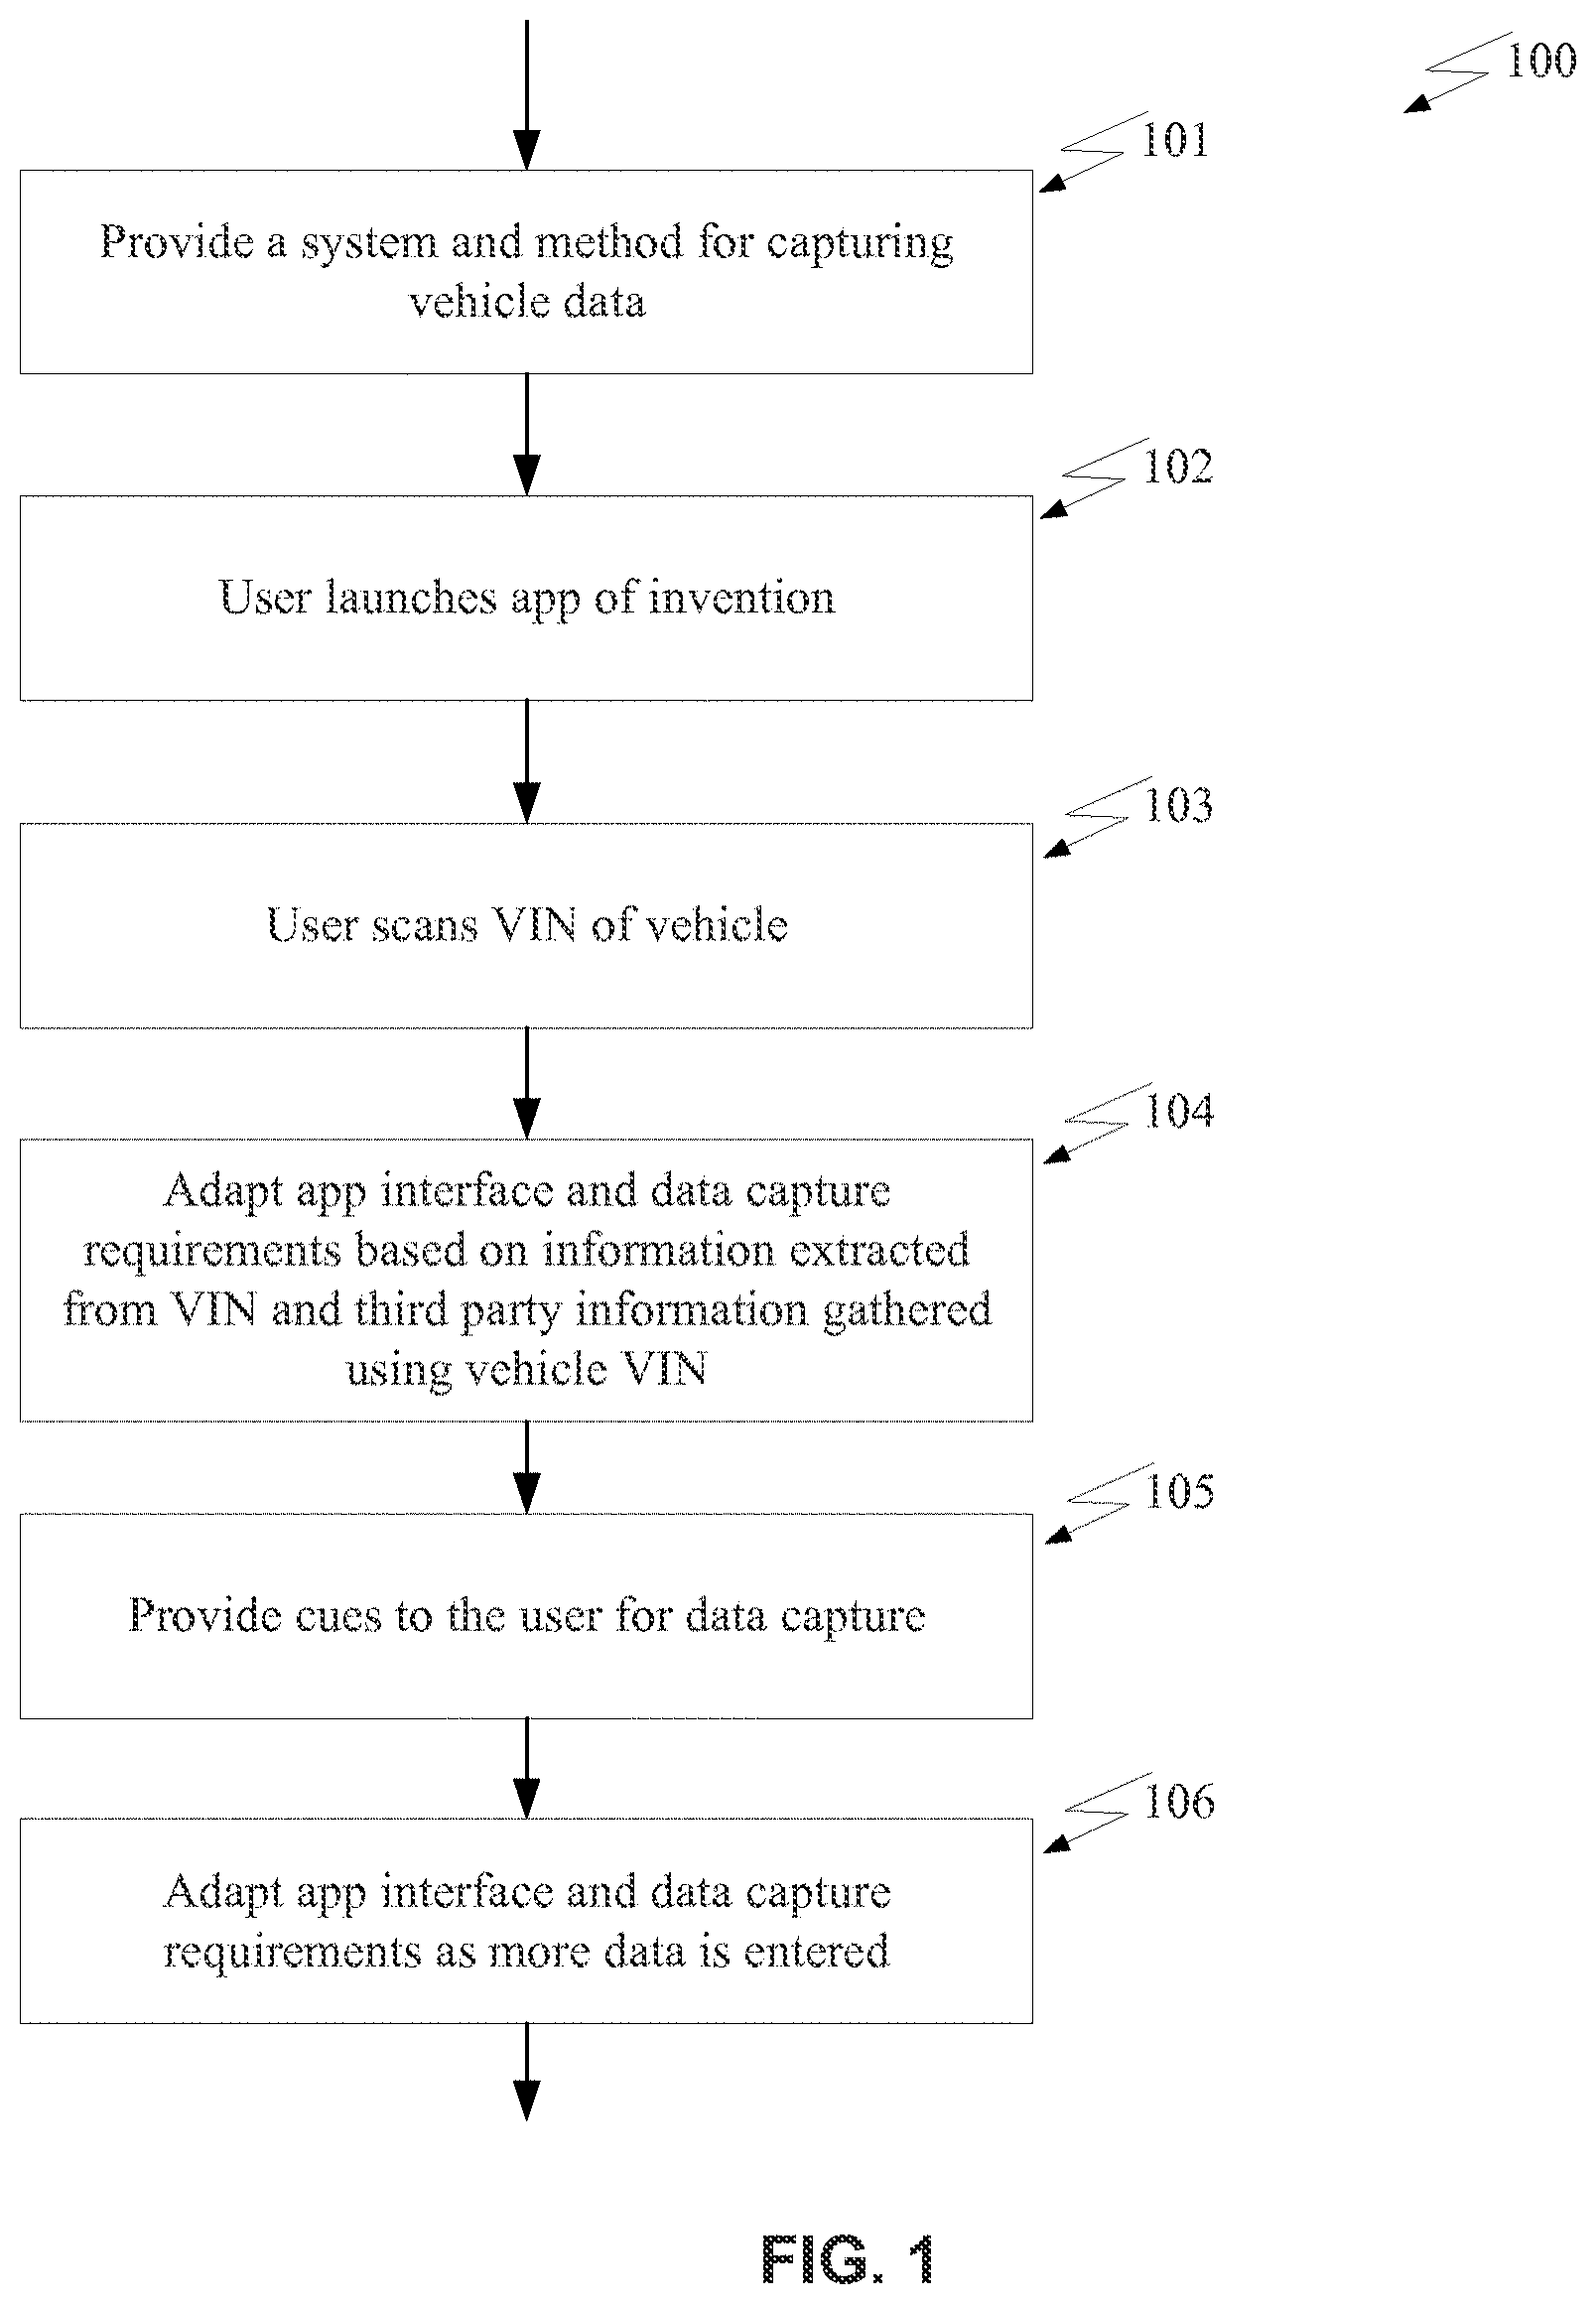 100
101
Provide a system and method for capturing
vehicle data
102
User launches app of invention
103
User scans VIN of vehicle
104
Adapt app interface and data capture
requirements based on information extracted
from VIN and third party information gathered
using vehicle VIN
105
Provide cues to the user for data capture
106
Adapt app interface and data capture
requirements as more data is entered
FIG. 1